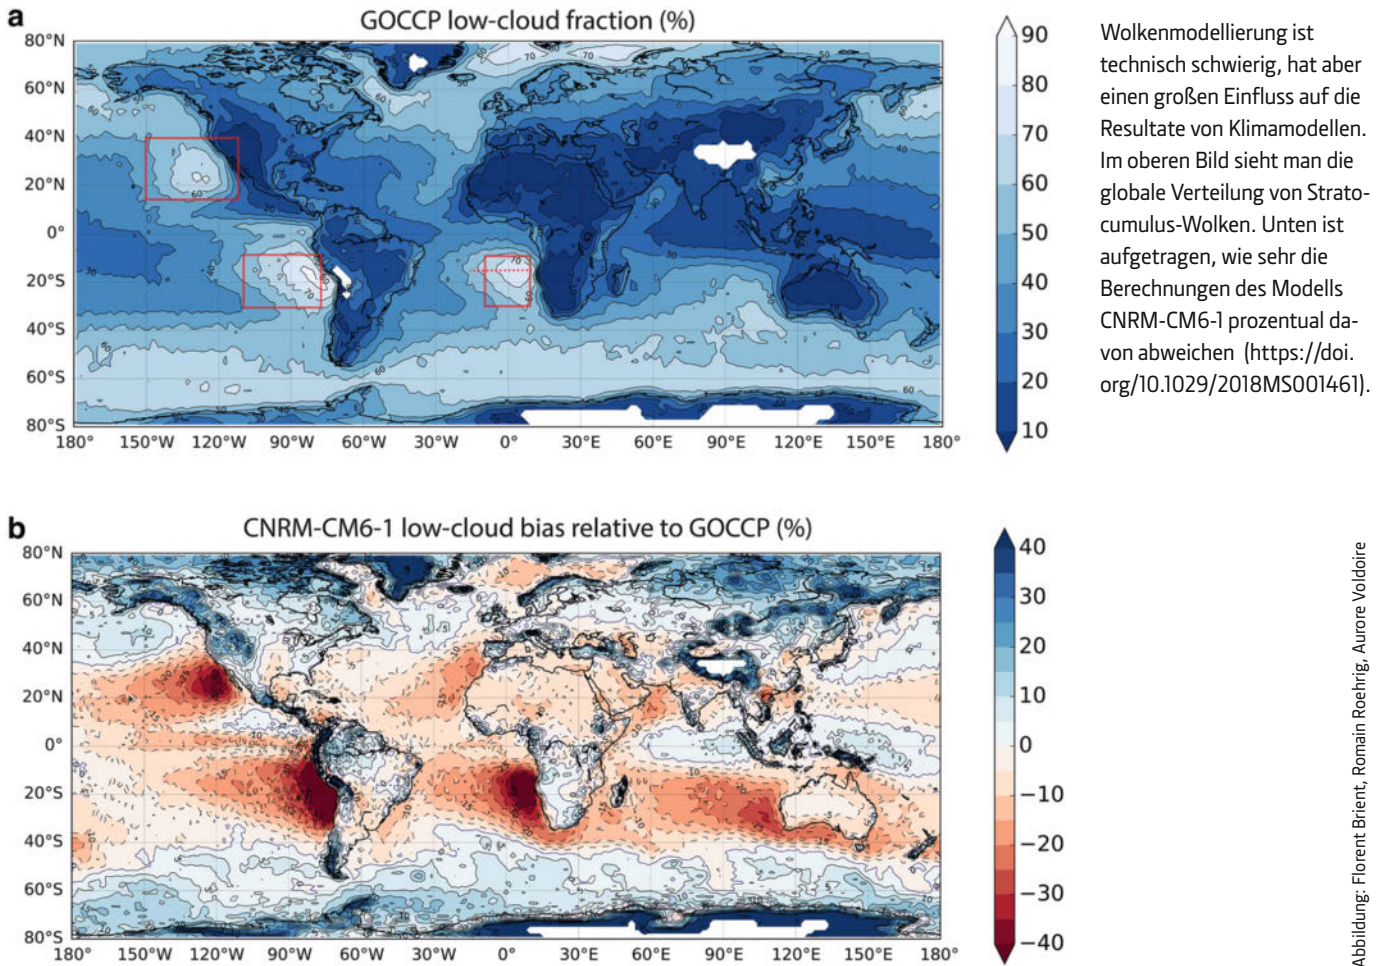 a
GOCCP low-cloud fraction (%)
80°N
60°N
40°N
20°N
0°
20°S
40°S
60°S
80°S
180° 150°W 120°W 90°W 60°W 30°W 0° 30°E 60°E 90°E 120°E 150°E 180°
90
80
70
60
50
40
30
20
10
Wolkenmodellierung ist
technisch schwierig, hat aber
einen großen Einfluss auf die
Resultate von Klimamodellen.
Im oberen Bild sieht man die
globale Verteilung von Strato-
cumulus-Wolken. Unten ist
aufgetragen, wie sehr die
Berechnungen des Modells
CNRM-CM6-1 prozentual da-
von abweichen (https://doi.
org/10.1029/2018MS001461).
b
CNRM-CM6-1 low-cloud bias relative to GOCCP (%)
80°N
60°N
40°N
20°N
0°
20°S
40°S
60°S
80°S
180° 150°W 120°W 90°W 60°W 30°W 0° 30°E 60°E 90°E 120°E 150°E 180°
40
30
20
10
0
−10
−20
−30
−40
Abbildung: Florent Brient, Romain Roehrig, Aurore Voldoire